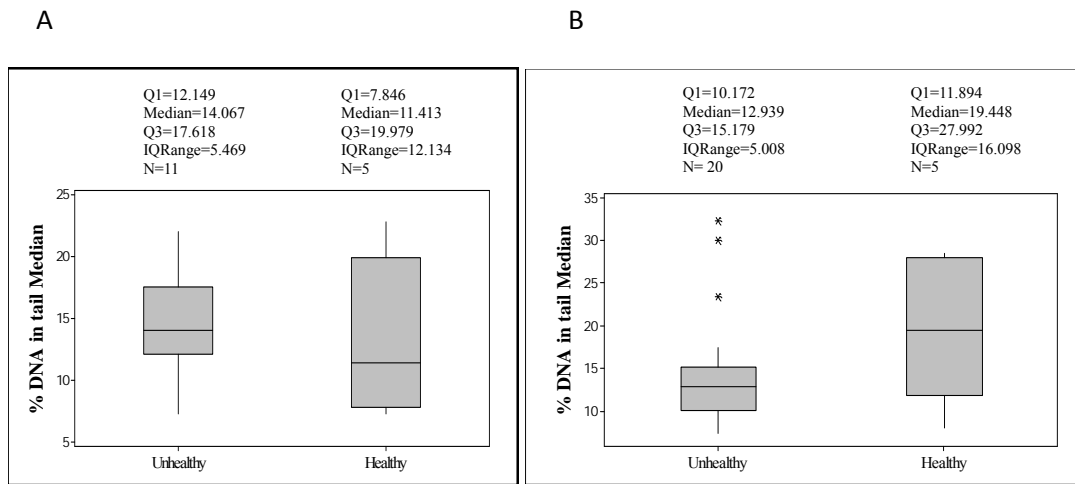 A
Q1=12.149
Median=14.067
Q3=17.618
IQRange=5.469
N=11
Q1=7.846
Median=11.413
Q3=19.979
IQRange=12.134
N=5
% DNA in tail Median
25
20
15
10
5
Unhealthy
Healthy
B
Q1=10.172
Median=12.939
Q3=15.179
IQRange=5.008
N= 20
Q1=11.894
Median=19.448
Q3=27.992
IQRange=16.098
N=5
% DNA in tail Median
35
30
25
20
15
10
Unhealthy
Healthy